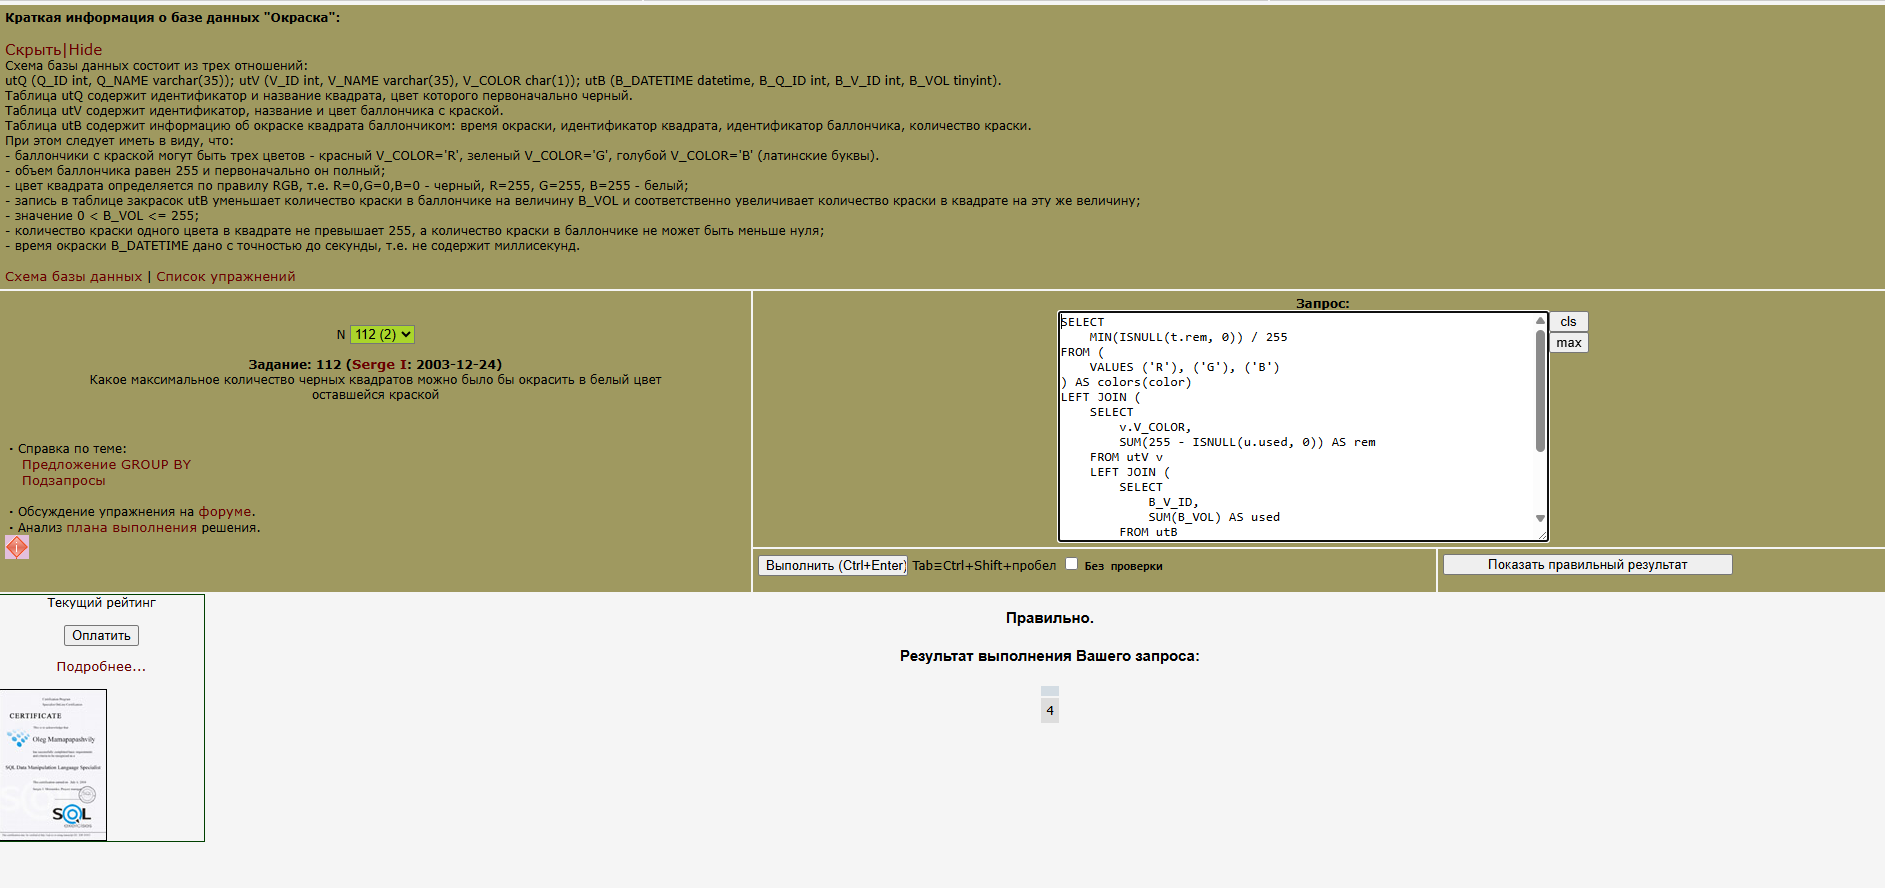 Краткая информация о базе данных "Окраска":
Скрыть|Hide
Схема базы данных состоит из трех отношений:
utQ (Q_ID int, Q_NAME varchar(35)); utV (V_ID int, V_NAME varchar(35), V_COLOR char(1)); utB (B_DATETIME datetime, B_Q_ID int, B_V_ID int, B_VOL tinyint).
Таблица utQ содержит идентификатор и название квадрата, цвет которого первоначально черный.
Таблица utV содержит идентификатор, название и цвет баллончика с краской.
Таблица utB содержит информацию об окраске квадрата баллончиком: время окраски, идентификатор квадрата, идентификатор баллончика, количество краски.
При этом следует иметь в виду, что:
- баллончики с краской могут быть трех цветов - красный V_COLOR='R', зеленый V_COLOR='G', голубой V_COLOR='B' (латинские буквы).
- объем баллончика равен 255 и первоначально он полный;
- цвет квадрата определяется по правилу RGB, т.е. R=0,G=0,B=0 - черный, R=255, G=255, B=255 - белый;
- запись в таблице закрасок utB уменьшает количество краски в баллончике на величину B_VOL и соответственно увеличивает количество краски в квадрате на эту же величину;
- значение 0 < B_VOL <= 255;
- количество краски одного цвета в квадрате не превышает 255, а количество краски в баллончике не может быть меньше нуля;
- время окраски B_DATETIME дано с точностью до секунды, т.е. не содержит миллисекунд.
Схема базы данных | Список упражнений
N 112 (2)
Задание: 112 (Serge I: 2003-12-24)
Какое максимальное количество черных квадратов можно было бы окрасить в белый цвет
оставшейся краской
· Справка по теме:
Предложение GROUP BY
Подзапросы
· Обсуждение упражнения на форуме.
· Анализ плана выполнения решения.
Запрос:
SELECT
MIN(ISNULL(t.rem, 0)) / 255
FROM (
VALUES ('R'), ('G'), ('B')
) AS colors(color)
LEFT JOIN (
SELECT
v.V_COLOR,
SUM(255 - ISNULL(u.used, 0)) AS rem
FROM utV v
LEFT JOIN (
SELECT
B_V_ID,
SUM(B_VOL) AS used
FROM utB
cls
max
Выполнить (Ctrl+Enter) Tab≡Ctrl+Shift+пробел Без проверки
Показать правильный результат
Текущий рейтинг
Оплатить
Подробнее...
CERTIFICATE
Oleg Mamapapashtvily
SQL Data Manipulation Language Specialist
SQL
Правильно.
Результат выполнения Вашего запроса:
4